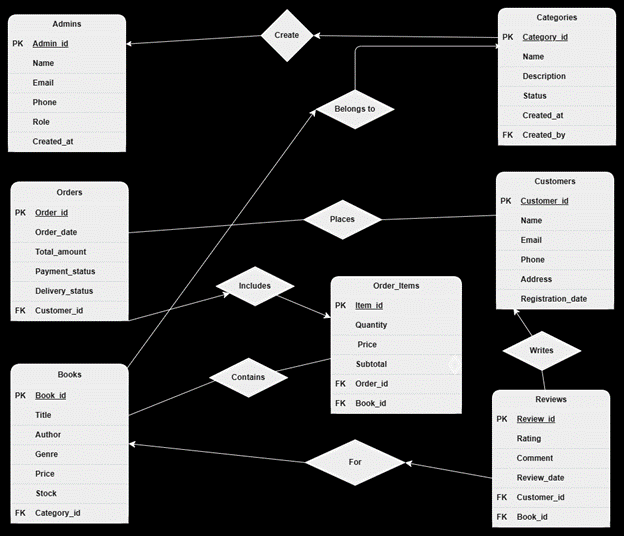 Admins
PK Admin_id
Name
Email
Phone
Role
Created_at
Create
Categories
PK Category_id
Name
Description
Status
Created_at
FK Created_by
Belongs to
Orders
PK Order_id
Order_date
Total_amount
Payment_status
Delivery_status
FK Customer_id
Places
Customers
PK Customer_id
Name
Email
Phone
Address
Registration_date
Includes
Order_Items
PK Item_id
Quantity
Price
Subtotal
FK Order_id
FK Book_id
Writes
Books
PK Book_id
Title
Author
Genre
Price
Stock
FK Category_id
Contains
For
Reviews
PK Review_id
Rating
Comment
Review_date
FK Customer_id
FK Book_id